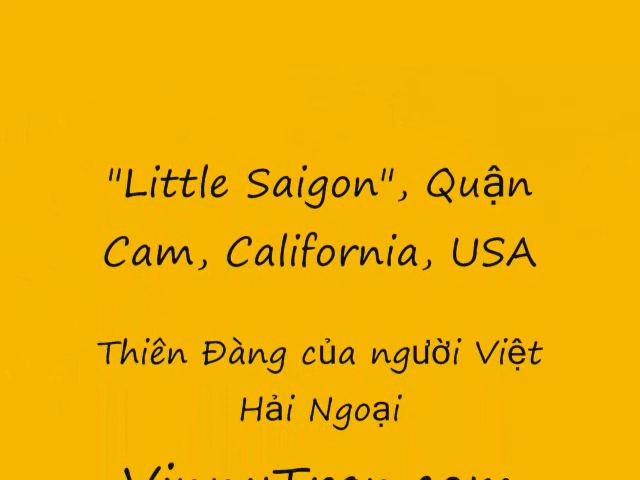 "Little Saigon", Quận
Cam, California, USA
Thiên Đàng của người Việt
Hải Ngoại